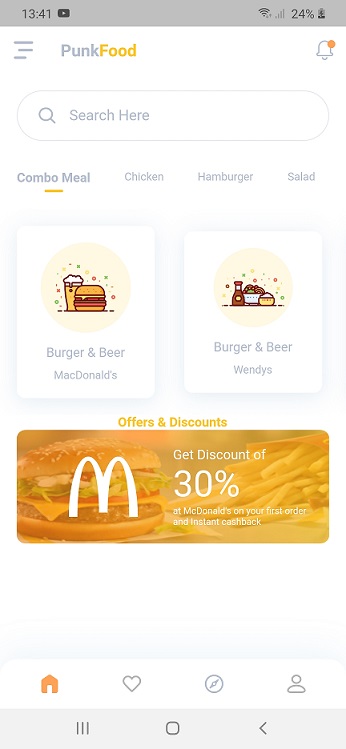 13:41 24%
PunkFood
Search Here
Combo Meal Chicken Hamburger Salad
Burger & Beer
MacDonald's
Burger & Beer
Wendys
Offers & Discounts
Get Discount of
30%
at McDonald's on your first order
and Instant cashback